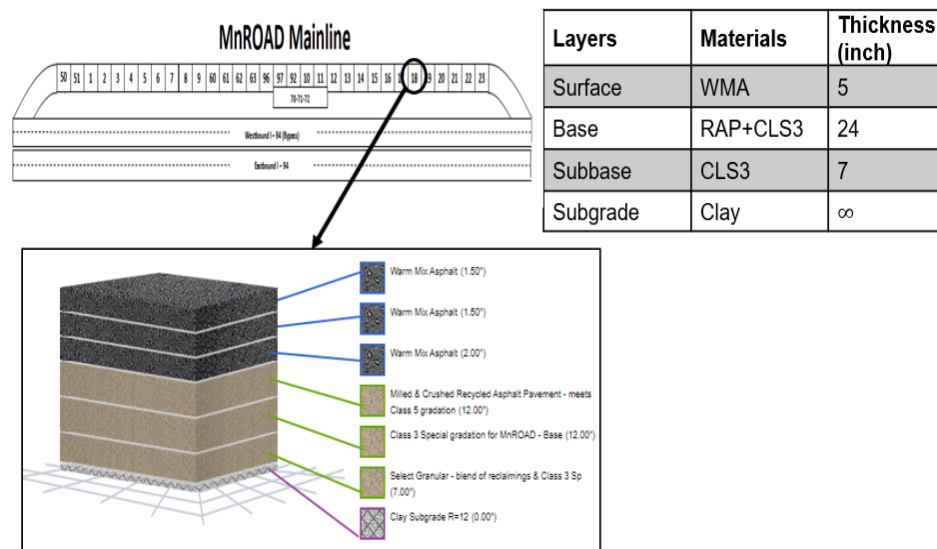 MnROAD Mainline
50 51 1 2 3 4 5 6 7 8 9 60 61 62 63 96 97 92 10 11 12 13 14 15 16 1 18 19 20 21 22 23
70-71-72
Westbound I-94 (Bypass)
Eastbound I-94
Layers Materials Thickness (inch)
Surface WMA 5
Base RAP+CLS3 24
Subbase CLS3 7
Subgrade Clay ∞
Warm Mix Asphalt (1.50")
Warm Mix Asphalt (1.50")
Warm Mix Asphalt (2.00")
Milled & Crushed Recycled Asphalt Pavement - meets
Class 5 gradation (12.00")
Class 3 Special gradation for MnROAD - Base (12.00")
Select Granular - blend of reclaimings & Class 3 Sp
(7.00")
Clay Subgrade R=12 (0.00")